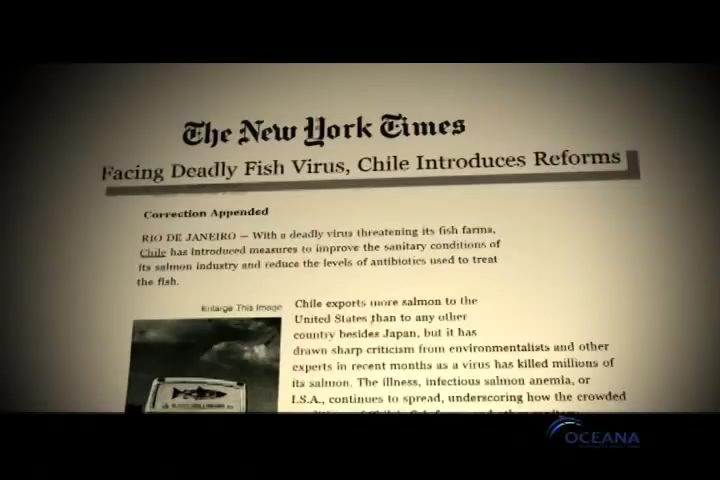 The New York Times
Facing Deadly Fish Virus, Chile Introduces Reforms
Correction Appended
RIO DE JANEIRO — With a deadly virus threatening its fish farms,
Chile has introduced measures to improve the sanitary conditions of
its salmon industry and reduce the levels of antibiotics used to treat
the fish.
Enlarge This Image
Chile exports more salmon to the
United States than to any other
country besides Japan, but it has
drawn sharp criticism from environmentalists and other
experts in recent months as a virus has killed millions of
its salmon. The illness, infectious salmon anemia, or
I.S.A., continues to spread, underscoring how the crowded
OCEANA